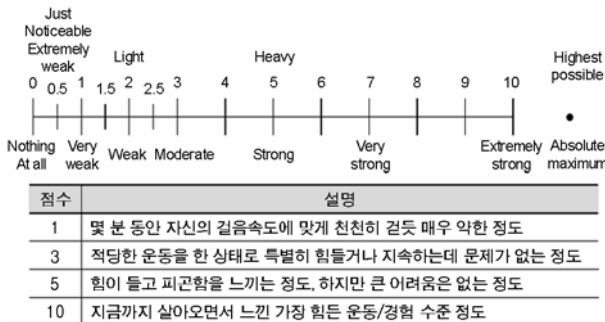 Just
Noticeable
Extremely
weak
Light
Heavy
Highest
possible
0 0.5 1 1.5 2 2.5 3 4 5 6 7 8 9 10
Nothing
At all
Very
weak
Weak
Moderate
Strong
Very
strong
Extremely
strong
Absolute
maximum
점수 설명
1 몇 분 동안 자신의 걸음속도에 맞게 천천히 걷듯 매우 약한 정도
3 적당한 운동을 한 상태로 특별히 힘들거나 지속하는데 문제가 없는 정도
5 힘이 들고 피곤함을 느끼는 정도, 하지만 큰 어려움은 없는 정도
10 지금까지 살아오면서 느낀 가장 힘든 운동/경험 수준 정도